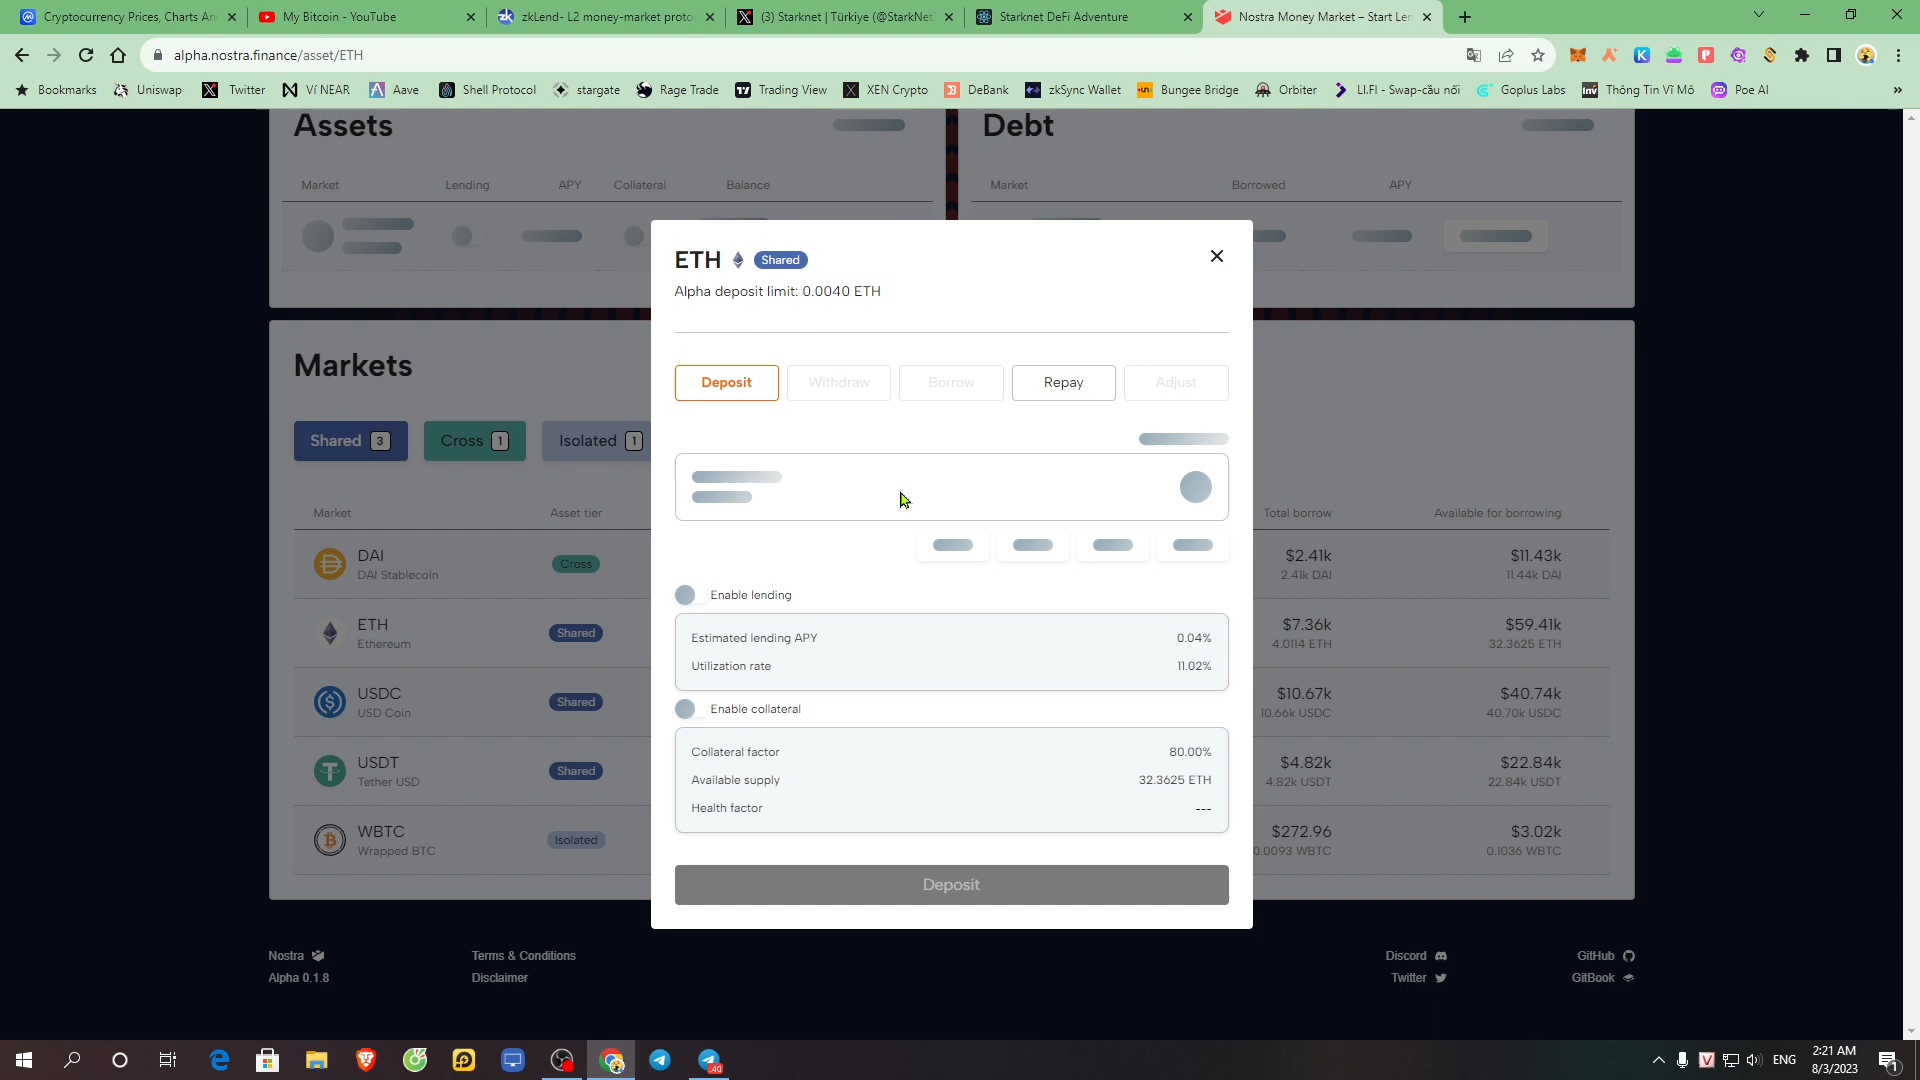 Cryptocurrency Prices, Charts An
My Bitcoin - YouTube
zkLend- L2 money-market proto
(3) Starknet | Türkiye (@StarkNet
Starknet DeFi Adventure
Nostra Money Market – Start Len
alpha.nostra.finance/asset/ETH
Bookmarks
Uniswap
Twitter
Ví NEAR
Aave
Shell Protocol
stargate
Rage Trade
Trading View
XEN Crypto
DeBank
zkSync Wallet
Bungee Bridge
Orbiter
LI.FI - Swap-cầu nối
Goplus Labs
Thông Tin Vĩ Mô
Poe AI
»
Assets
Market Lending APY Collateral Balance
Debt
Market Borrowed APY
ETH Shared
Alpha deposit limit: 0.0040 ETH
Deposit Withdraw Borrow Repay Adjust
Enable lending
Estimated lending APY 0.04%
Utilization rate 11.02%
Enable collateral
Collateral factor 80.00%
Available supply 32.3625 ETH
Health factor ---
Deposit
Markets
Shared 3 Cross 1 Isolated 1
Market Asset tier Total borrow Available for borrowing
DAI Cross $2.41k $11.43k
DAI Stablecoin 2.41k DAI 11.44k DAI
ETH Shared $7.36k $59.41k
Ethereum 4.0114 ETH 32.3625 ETH
USDC Shared $10.67k $40.74k
USD Coin 10.66k USDC 40.70k USDC
USDT Shared $4.82k $22.84k
Tether USD 4.82k USDT 22.84k USDT
WBTC Isolated $272.96 $3.02k
Wrapped BTC 0.0093 WBTC 0.1036 WBTC
Nostra Terms & Conditions Discord GitHub
Alpha 0.1.8 Disclaimer Twitter GitBook
40
ENG
2:21 AM
8/3/2023
1